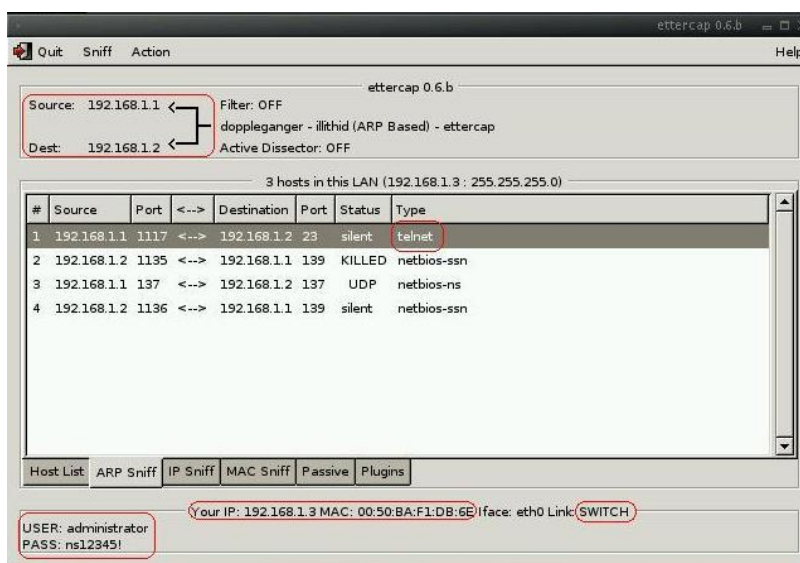 ettercap 0.6.b
Quit Sniff Action Help
ettercap 0.6.b
Source: 192.168.1.1 Filter: OFF
doppleganger - illithid (ARP Based) - ettercap
Dest: 192.168.1.2 Active Dissector: OFF
3 hosts in this LAN (192.168.1.3 : 255.255.255.0)
# Source Port <--> Destination Port Status Type
1 192.168.1.1 1117 <--> 192.168.1.2 23 silent telnet
2 192.168.1.2 1135 <--> 192.168.1.1 139 KILLED netbios-ssn
3 192.168.1.1 137 <--> 192.168.1.2 137 UDP netbios-ns
4 192.168.1.2 1136 <--> 192.168.1.1 139 silent netbios-ssn
Host List ARP Sniff IP Sniff MAC Sniff Passive Plugins
Your IP: 192.168.1.3 MAC: 00:50:BA:F1:DB:6E Iface: eth0 Link: SWITCH
USER: administrator
PASS: ns12345!